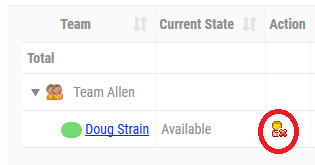 Team Current State Action
Total
Team Allen
Doug Strain Available